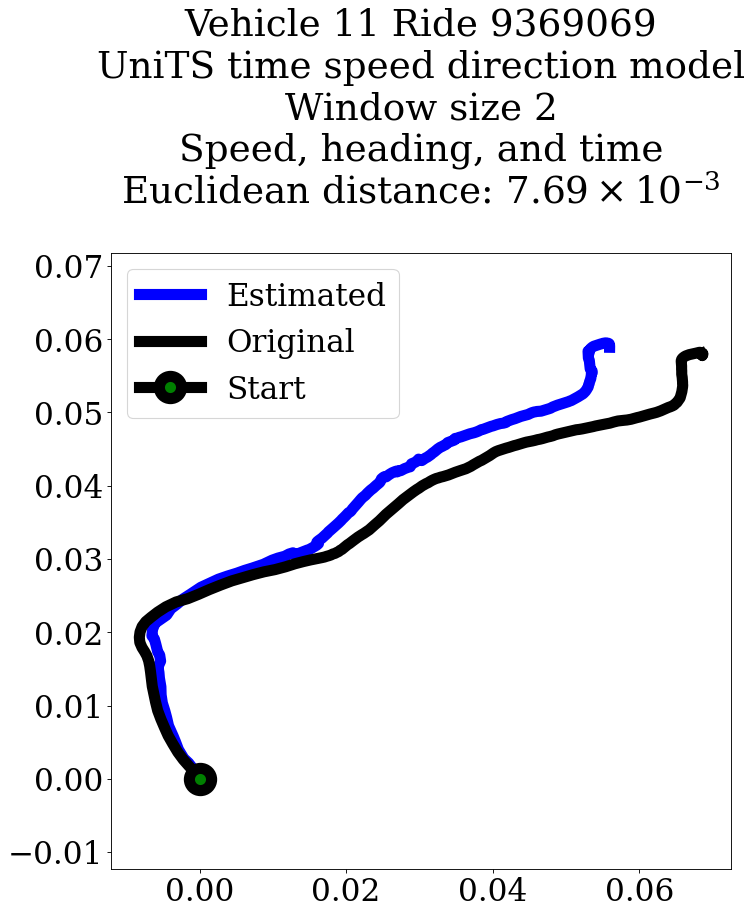 Vehicle 11 Ride 9369069
UniTS time speed direction model
Window size 2
Speed, heading, and time
Euclidean distance: 7.69 × 10⁻³
0.07
0.06
0.05
0.04
0.03
0.02
0.01
0.00
−0.01
Estimated
Original
Start
0.00 0.02 0.04 0.06